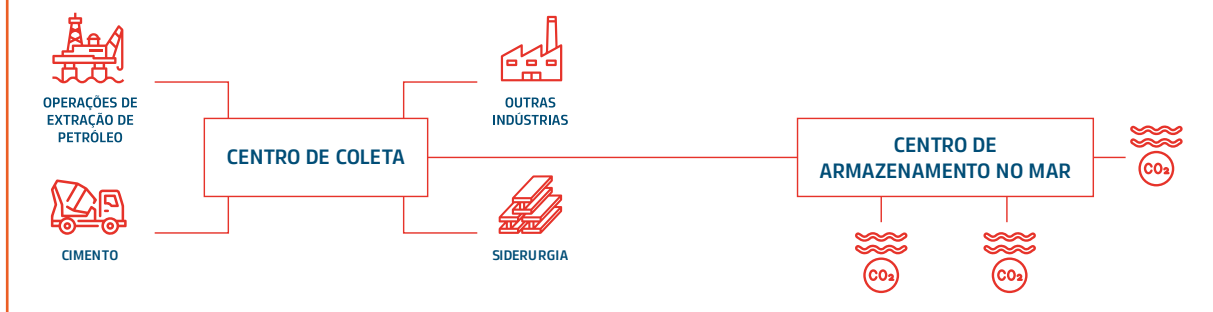 OPERAÇÕES DE
EXTRAÇÃO DE
PETRÓLEO
OUTRAS
INDÚSTRIAS
CENTRO DE COLETA
CENTRO DE
ARMAZENAMENTO NO MAR
CO₂
CIMENTO
SIDERURGIA
CO₂
CO₂